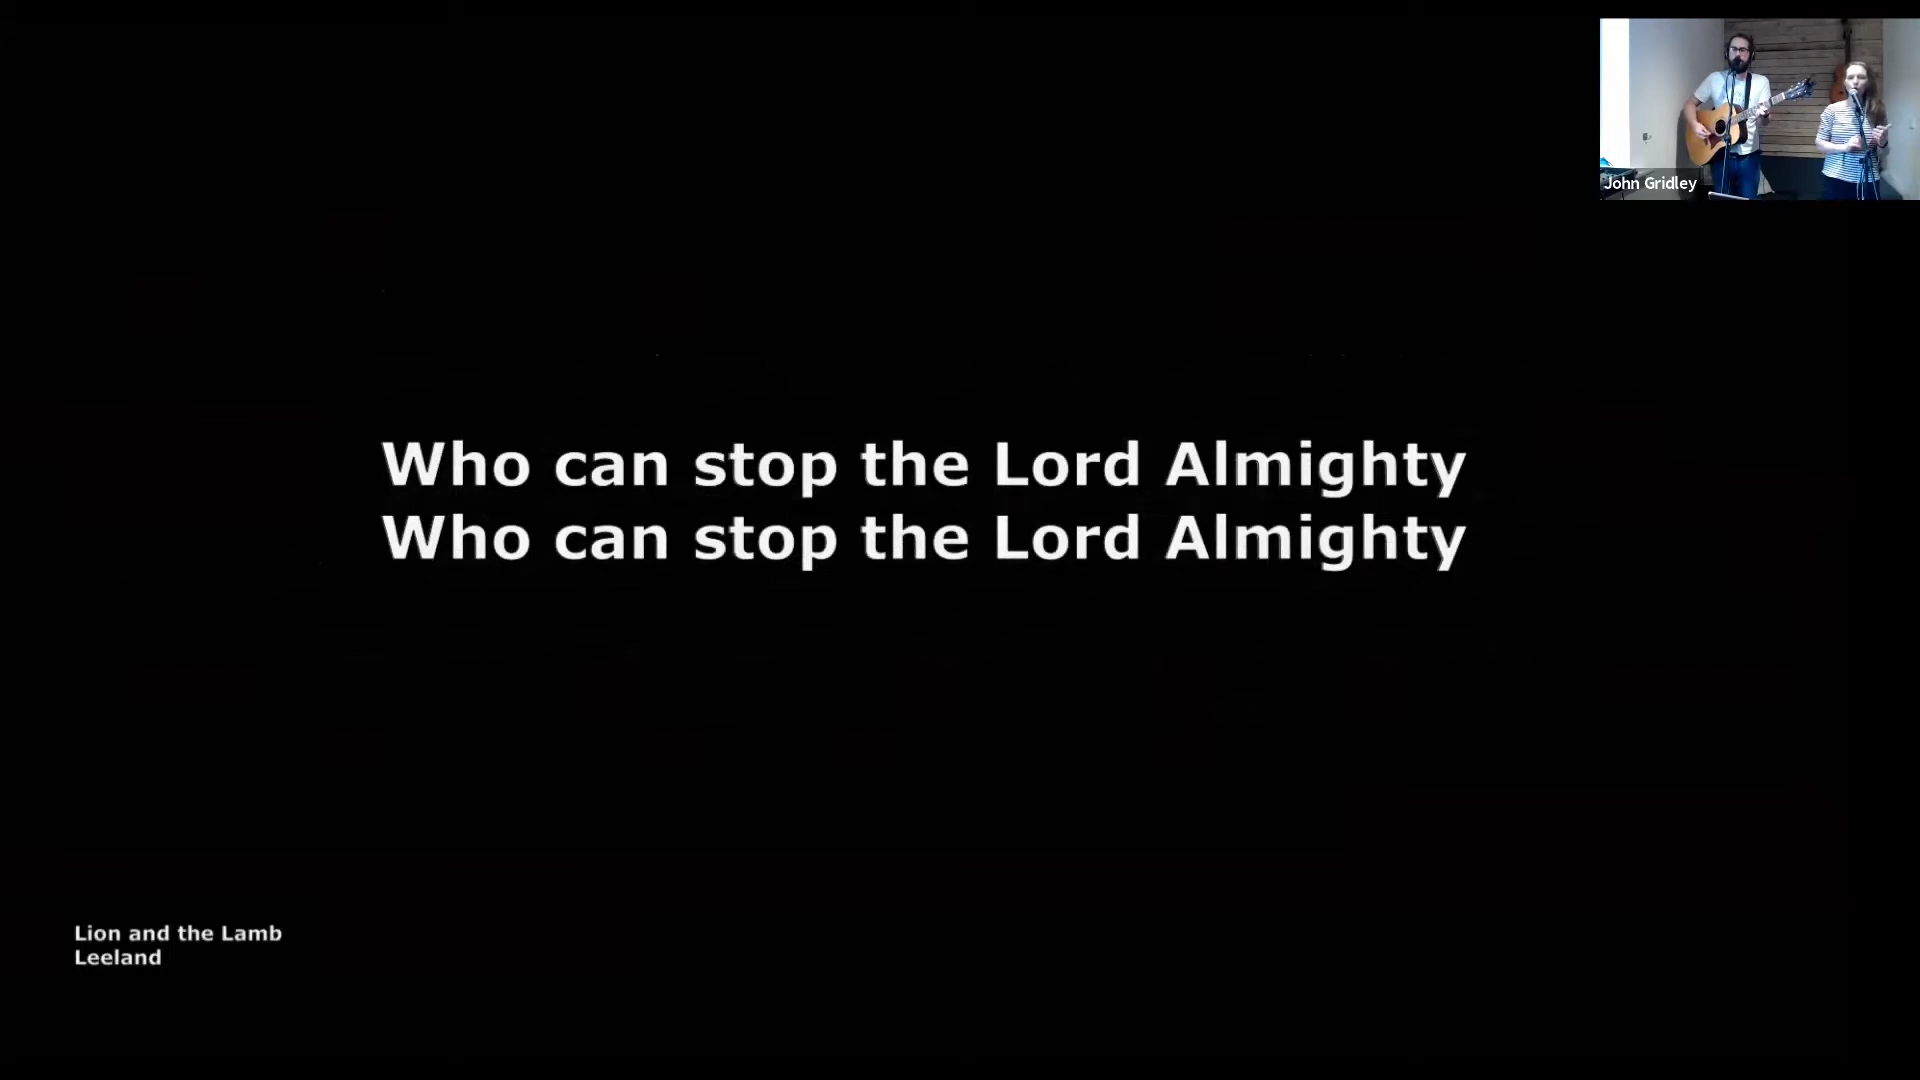 John Gridley
Who can stop the Lord Almighty
Who can stop the Lord Almighty
Lion and the Lamb
Leeland